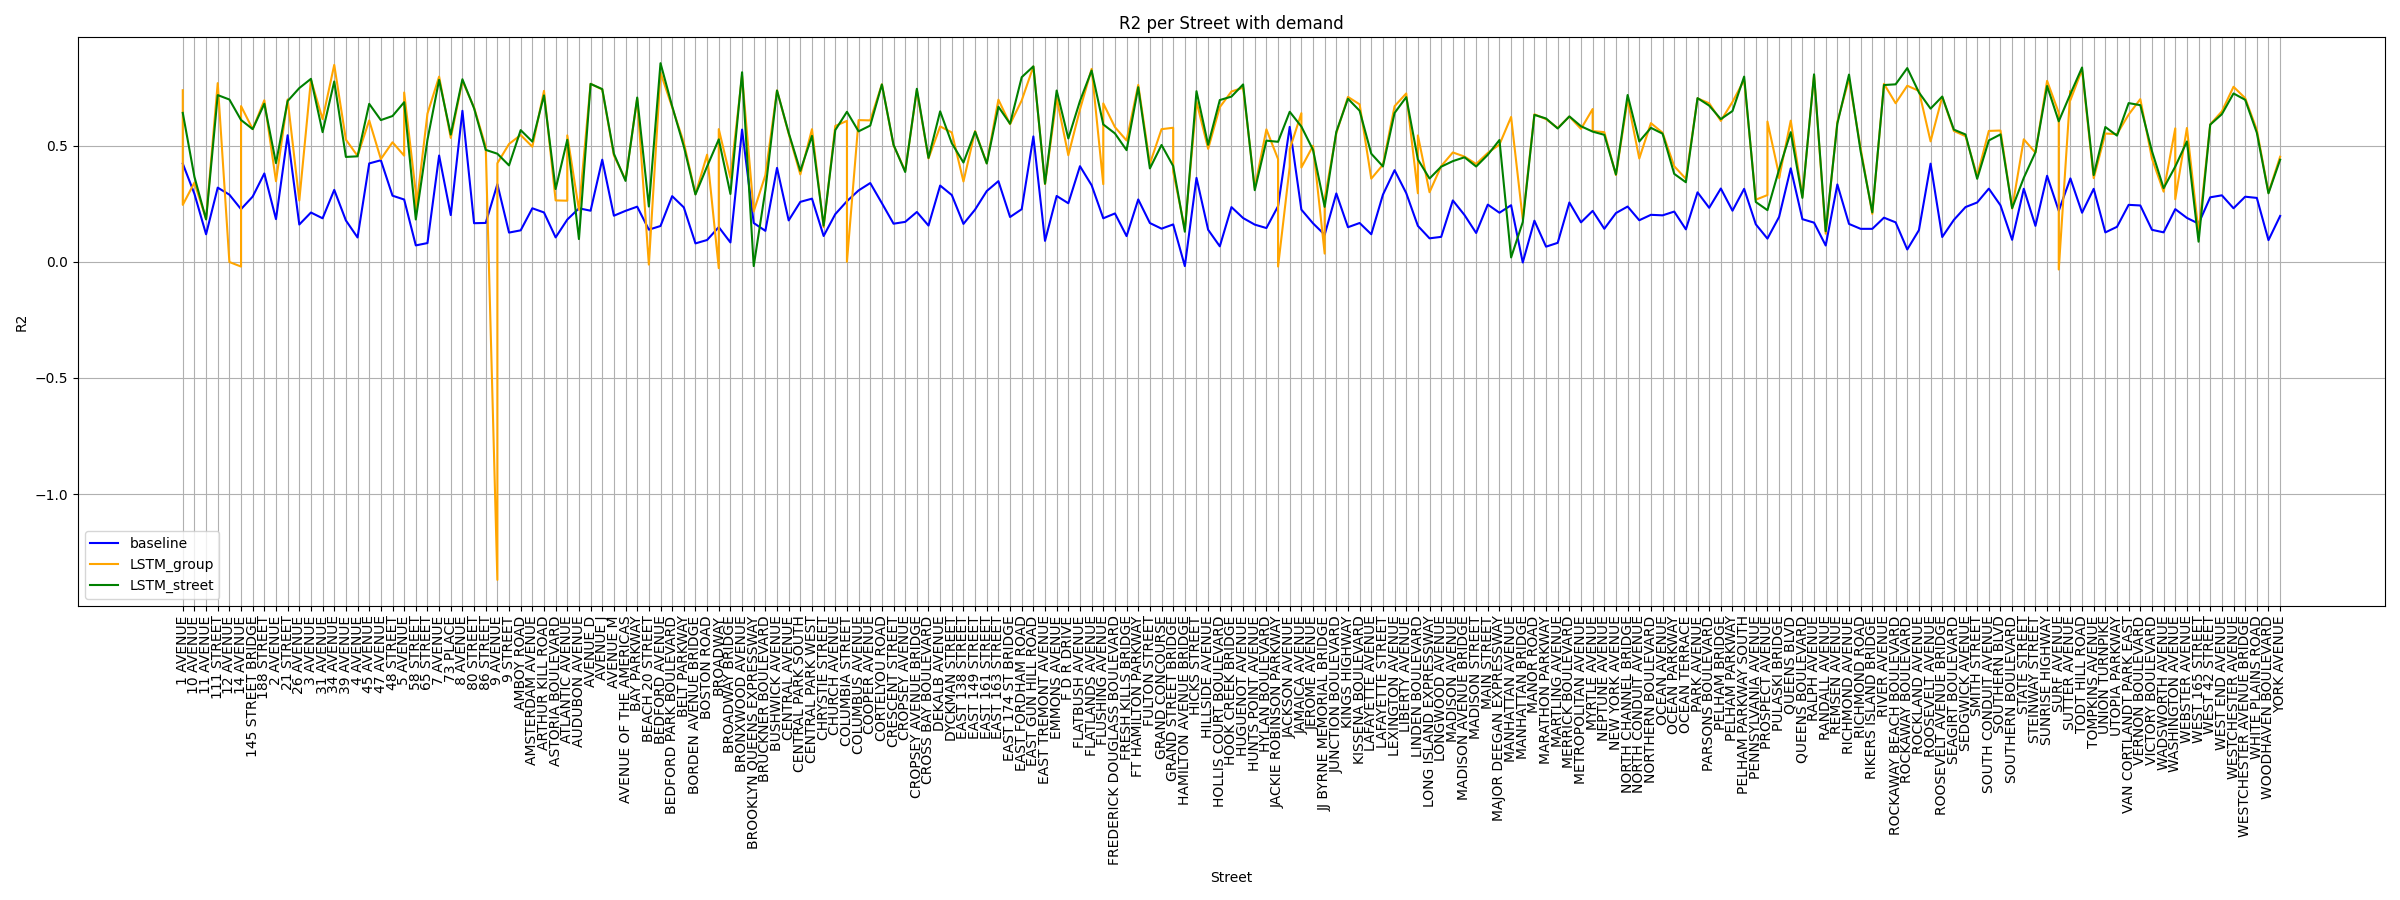 R2 per Street with demand
R2
0.5
0.0
−0.5
−1.0
baseline
LSTM_group
LSTM_street
1 AVENUE
10 AVENUE
11 AVENUE
111 STREET
12 AVENUE
14 AVENUE
145 STREET BRIDGE
188 STREET
2 AVENUE
21 STREET
26 AVENUE
3 AVENUE
31 AVENUE
34 AVENUE
39 AVENUE
4 AVENUE
45 AVENUE
47 AVENUE
48 STREET
5 AVENUE
58 STREET
65 STREET
7 AVENUE
73 PLACE
8 AVENUE
80 STREET
86 STREET
9 AVENUE
9 STREET
AMBOY ROAD
AMSTERDAM AVENUE
ARTHUR KILL ROAD
ASTORIA BOULEVARD
ATLANTIC AVENUE
AUDUBON AVENUE
AVENUE D
AVENUE J
AVENUE M
AVENUE OF THE AMERICAS
BAY PARKWAY
BEACH 20 STREET
BEDFORD AVENUE
BEDFORD PARK BOULEVARD
BELT PARKWAY
BORDEN AVENUE BRIDGE
BOSTON ROAD
BROADWAY
BROADWAY BRIDGE
BRONXWOOD AVENUE
BROOKLYN QUEENS EXPRESSWAY
BRUCKNER BOULEVARD
BUSHWICK AVENUE
CENTRAL AVENUE
CENTRAL PARK SOUTH
CENTRAL PARK WEST
CHRYSTIE STREET
CHURCH AVENUE
COLUMBIA STREET
COLUMBUS AVENUE
COOPER AVENUE
CORTELYOU ROAD
CRESCENT STREET
CROPSEY AVENUE
CROPSEY AVENUE BRIDGE
CROSS BAY BOULEVARD
DEKALB AVENUE
DYCKMAN STREET
EAST 138 STREET
EAST 149 STREET
EAST 161 STREET
EAST 17 STREET
EAST 174 ST BRIDGE
EAST FORDHAM ROAD
EAST GUN HILL ROAD
EAST TREMONT AVENUE
EMMONS AVENUE
F D R DRIVE
FLATBUSH AVENUE
FLATLANDS AVENUE
FLUSHING AVENUE
FREDERICK DOUGLASS BOULEVARD
FRESH KILLS BRIDGE
FT HAMILTON PARKWAY
FULTON STREET
GRAND CONCOURSE
GRAND STREET BRIDGE
HAMILTON AVENUE BRIDGE
HICKS STREET
HILLSIDE AVENUE
HOLLIS COURT BOULEVARD
HOOK CREEK BRIDGE
HUGUENOT AVENUE
HUNTS POINT AVENUE
HYLAN BOULEVARD
JACKIE ROBINSON PARKWAY
JACKSON AVENUE
JAMAICA AVENUE
JEROME AVENUE
JJ BYRNE MEMORIAL BRIDGE
JUNCTION BOULEVARD
KINGS HIGHWAY
KISSENA BOULEVARD
LAFAYETTE AVENUE
LAFAYETTE STREET
LEXINGTON AVENUE
LIBERTY AVENUE
LINDEN BOULEVARD
LONG ISLAND EXPRESSWAY
LONGWOOD AVENUE
MADISON AVENUE
MADISON AVENUE BRIDGE
MADISON STREET
MAIN STREET
MAJOR DEEGAN EXPRESSWAY
MANHATTAN AVENUE
MANHATTAN BRIDGE
MANOR ROAD
MARATHON PARKWAY
MARTLING AVENUE
MERRICK BOULEVARD
METROPOLITAN AVENUE
MYRTLE AVENUE
NEPTUNE AVENUE
NEW YORK AVENUE
NORTH CHANNEL BRIDGE
NORTH CONDUIT AVENUE
NORTHERN BOULEVARD
OCEAN AVENUE
OCEAN PARKWAY
OCEAN TERRACE
PARK AVENUE
PARSONS BOULEVARD
PELHAM BRIDGE
PELHAM PARKWAY
PELHAM PARKWAY SOUTH
PENNSYLVANIA AVENUE
PROSPECT AVENUE
PULASKI BRIDGE
QUEENS BLVD
QUEENS BOULEVARD
RALPH AVENUE
RANDALL AVENUE
REMSEN AVENUE
RICHMOND AVENUE
RICHMOND ROAD
RIKERS ISLAND BRIDGE
RIVER AVENUE
ROCKAWAY BEACH BOULEVARD
ROCKAWAY BOULEVARD
ROCKLAND AVENUE
ROOSEVELT AVENUE
ROOSEVELT AVENUE BRIDGE
SEAGIRT BOULEVARD
SEDGWICK AVENUE
SMITH STREET
SOUTH CONDUIT AVENUE
SOUTHERN BLVD
SOUTHERN BOULEVARD
STATE STREET
STEINWAY STREET
SUNRISE HIGHWAY
SURF AVENUE
SUTTER AVENUE
TODT HILL ROAD
TOMPKINS AVENUE
UNION TURNPIKE
UTOPIA PARKWAY
VAN CORTLAND PARK EAST
VERNON BOULEVARD
VICTORY BOULEVARD
WADSWORTH AVENUE
WASHINGTON AVENUE
WEBSTER AVENUE
WEST 165 STREET
WEST 42 STREET
WEST END AVENUE
WESTCHESTER AVENUE
WESTCHESTER AVENUE BRIDGE
WHITE PLAINS ROAD
WOODHAVEN BOULEVARD
YORK AVENUE
Street